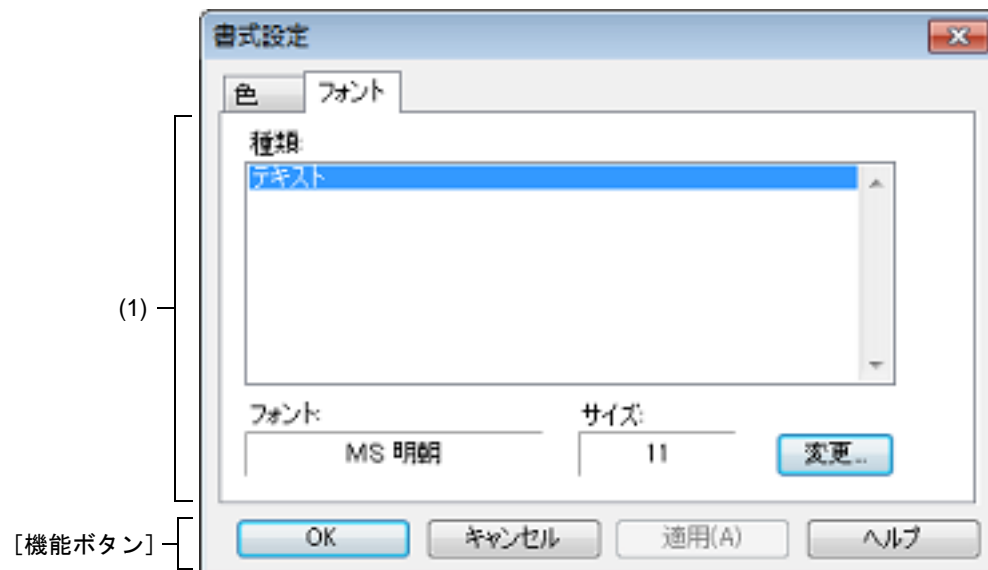 書式設定
色 フォント
種類:
テキスト
(1)
フォント: サイズ:
MS 明朝 11 変更...
[機能ボタン] OK キャンセル 適用(A) ヘルプ